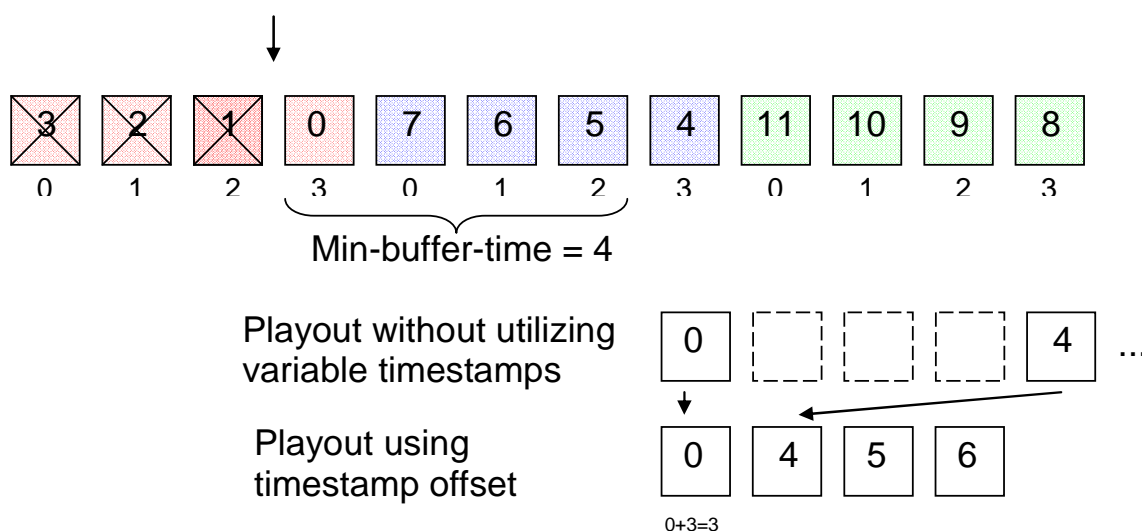 3 2 1 0 7 6 5 4 11 10 9 8
0 1 2 3 0 1 2 3 0 1 2 3
Min-buffer-time = 4
Playout without utilizing
variable timestamps
0 4 ...
Playout using
timestamp offset
0 4 5 6
0+3=3